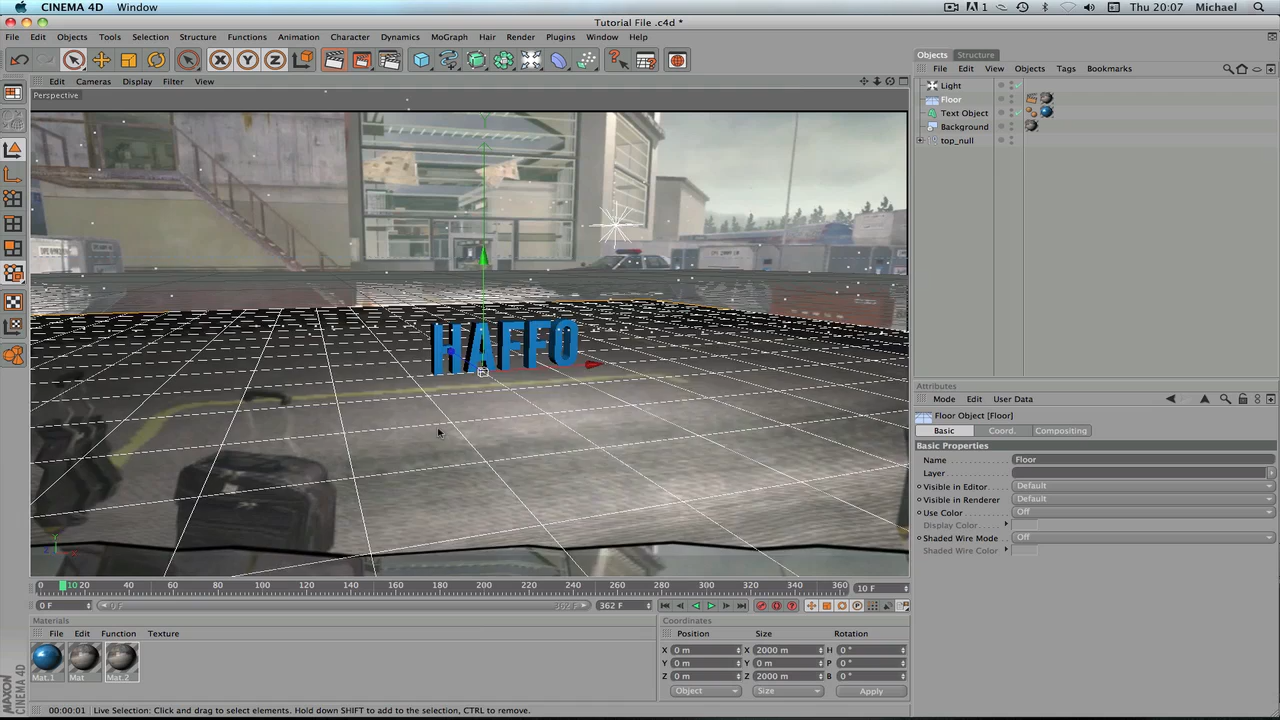 CINEMA 4D Window
1 Thu 20:07 Michael
Tutorial File .c4d *
File Edit Objects Tools Selection Structure Functions Animation Character Dynamics MoGraph Hair Render Plugins Window Help
X Y Z
Edit Cameras Display Filter View
Perspective
HAFFO
Objects Structure
File Edit View Objects Tags Bookmarks
Light
Floor
Text Object
Background
top_null
Attributes
Mode Edit User Data
Floor Object [Floor]
Basic Coord. Compositing
Basic Properties
Name Floor
Layer
Visible in Editor Default
Visible in Renderer Default
Use Color Off
Display Color
Shaded Wire Mode Off
Shaded Wire Color
0 10 20 40 60 80 100 120 140 160 180 200 220 240 260 280 300 320 340 360 10 F
0 F 0 F 362 F 362 F
Materials
File Edit Function Texture
Mat.1 Mat Mat.2
Coordinates
Position Size Rotation
X 0 m X 2000 m H 0 °
Y 0 m Y 0 m P 0 °
Z 0 m Z 2000 m B 0 °
Object Size Apply
MAXON
CINEMA 4D
00:00:01 Live Selection: Click and drag to select elements. Hold down SHIFT to add to the selection, CTRL to remove.